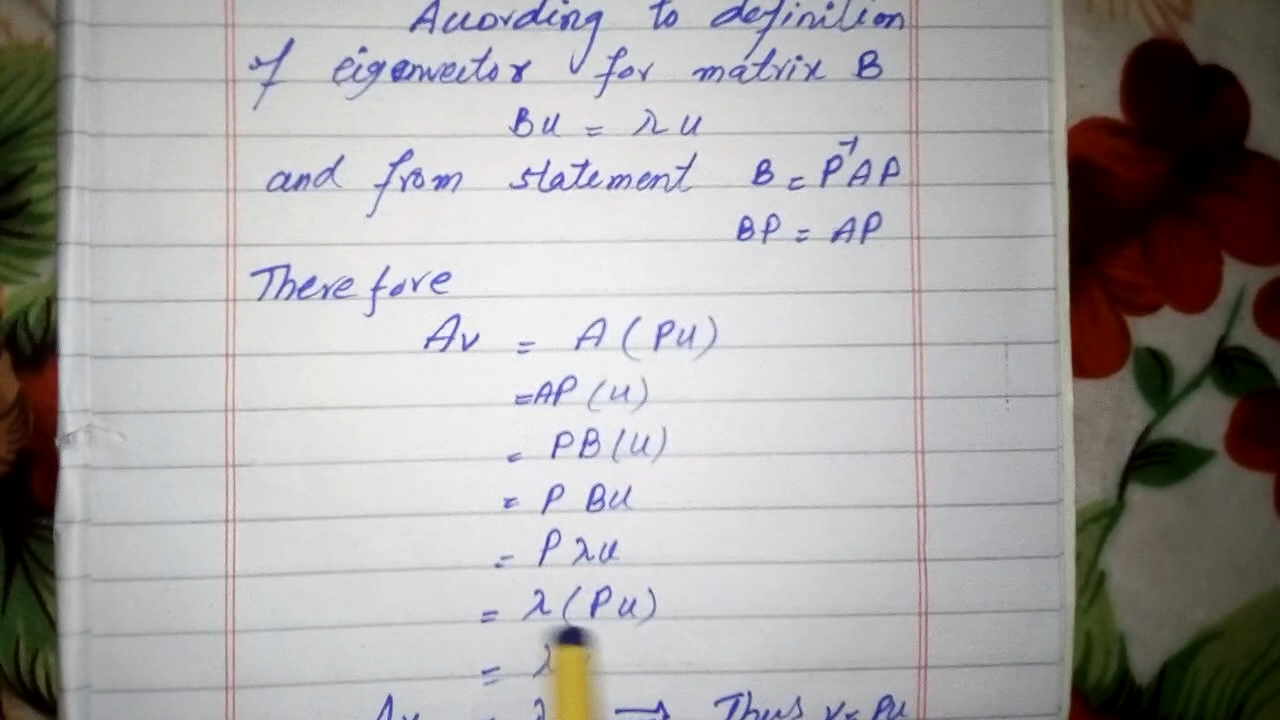 According to definition
of eigenvector for matrix B
Bu = λu
and from statement B = P⁻¹AP
BP = AP
Therefore
Av = A(Pu)
= AP(u)
= PB(u)
= P Bu
= P λu
= λ(Pu)
= λ
Av = λ → Thus v = Pu